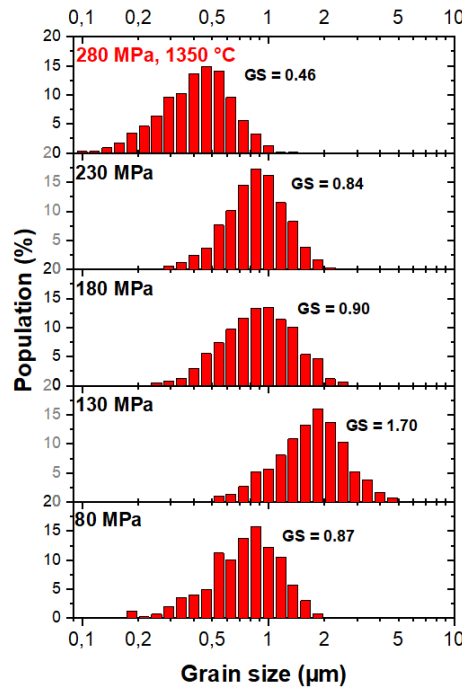 0,1 0,2 0,5 1 2 5 10
20
280 MPa, 1350 °C
GS = 0.46
15
10
5
20
230 MPa
GS = 0.84
15
10
5
20
180 MPa
GS = 0.90
15
10
5
20
130 MPa
GS = 1.70
15
10
5
20
80 MPa
GS = 0.87
15
10
5
0
0,1 0,2 0,5 1 2 5 10
Population (%)
Grain size (µm)